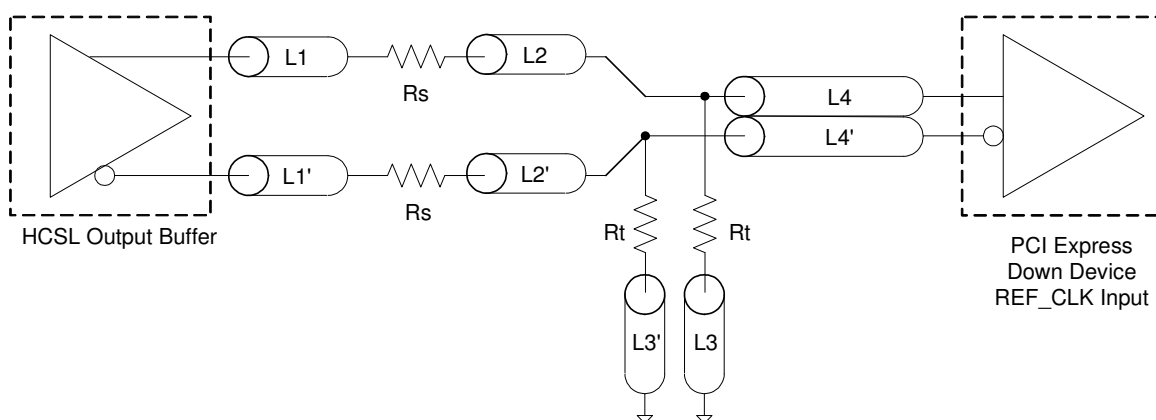 L1
Rs
L2
L4
L4'
L1'
Rs
L2'
HCSL Output Buffer
Rt
Rt
L3'
L3
PCI Express
Down Device
REF_CLK Input